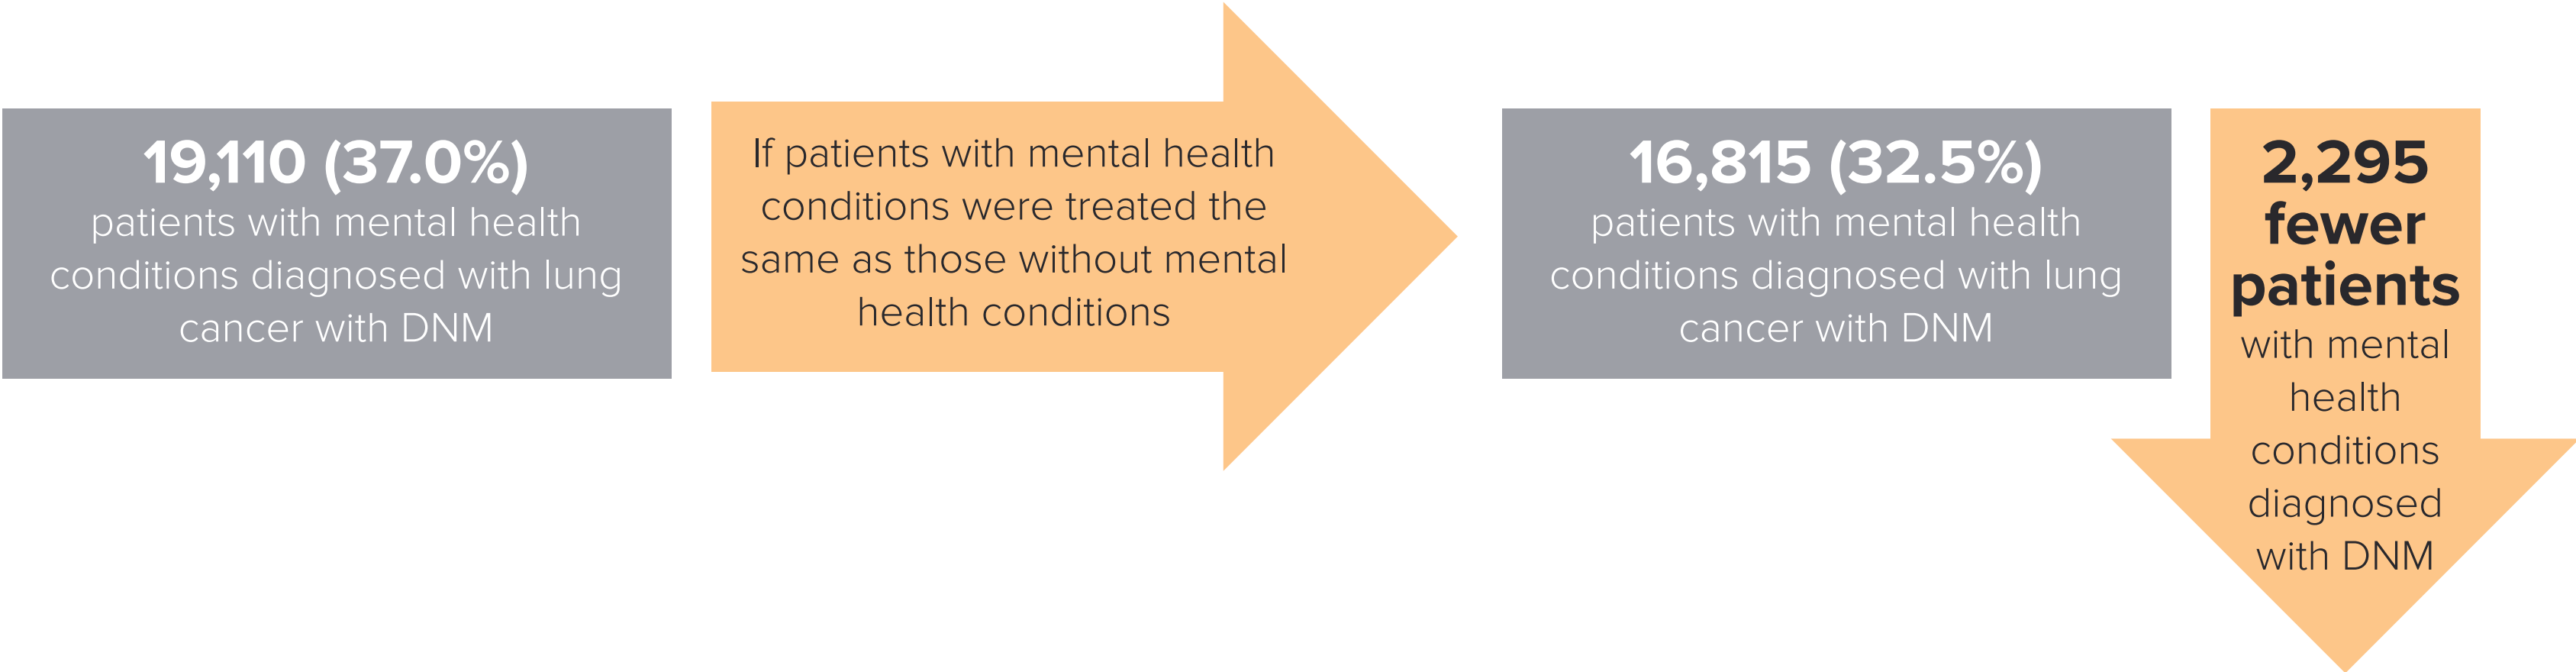 19,110 (37.0%)
patients with mental health
conditions diagnosed with lung
cancer with DNM
If patients with mental health
conditions were treated the
same as those without mental
health conditions
16,815 (32.5%)
patients with mental health
conditions diagnosed with lung
cancer with DNM
2,295
fewer
patients
with mental
health
conditions
diagnosed
with DNM